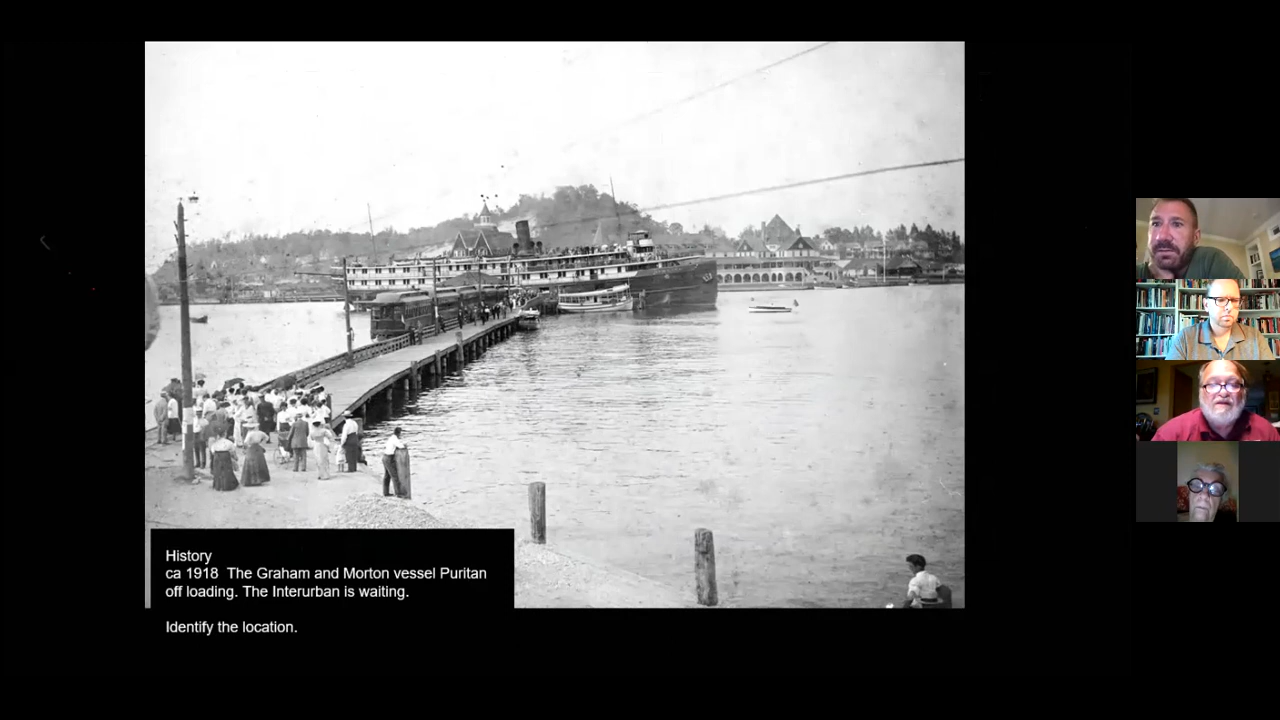 History
ca 1918 The Graham and Morton vessel Puritan
off loading. The Interurban is waiting.
Identify the location.